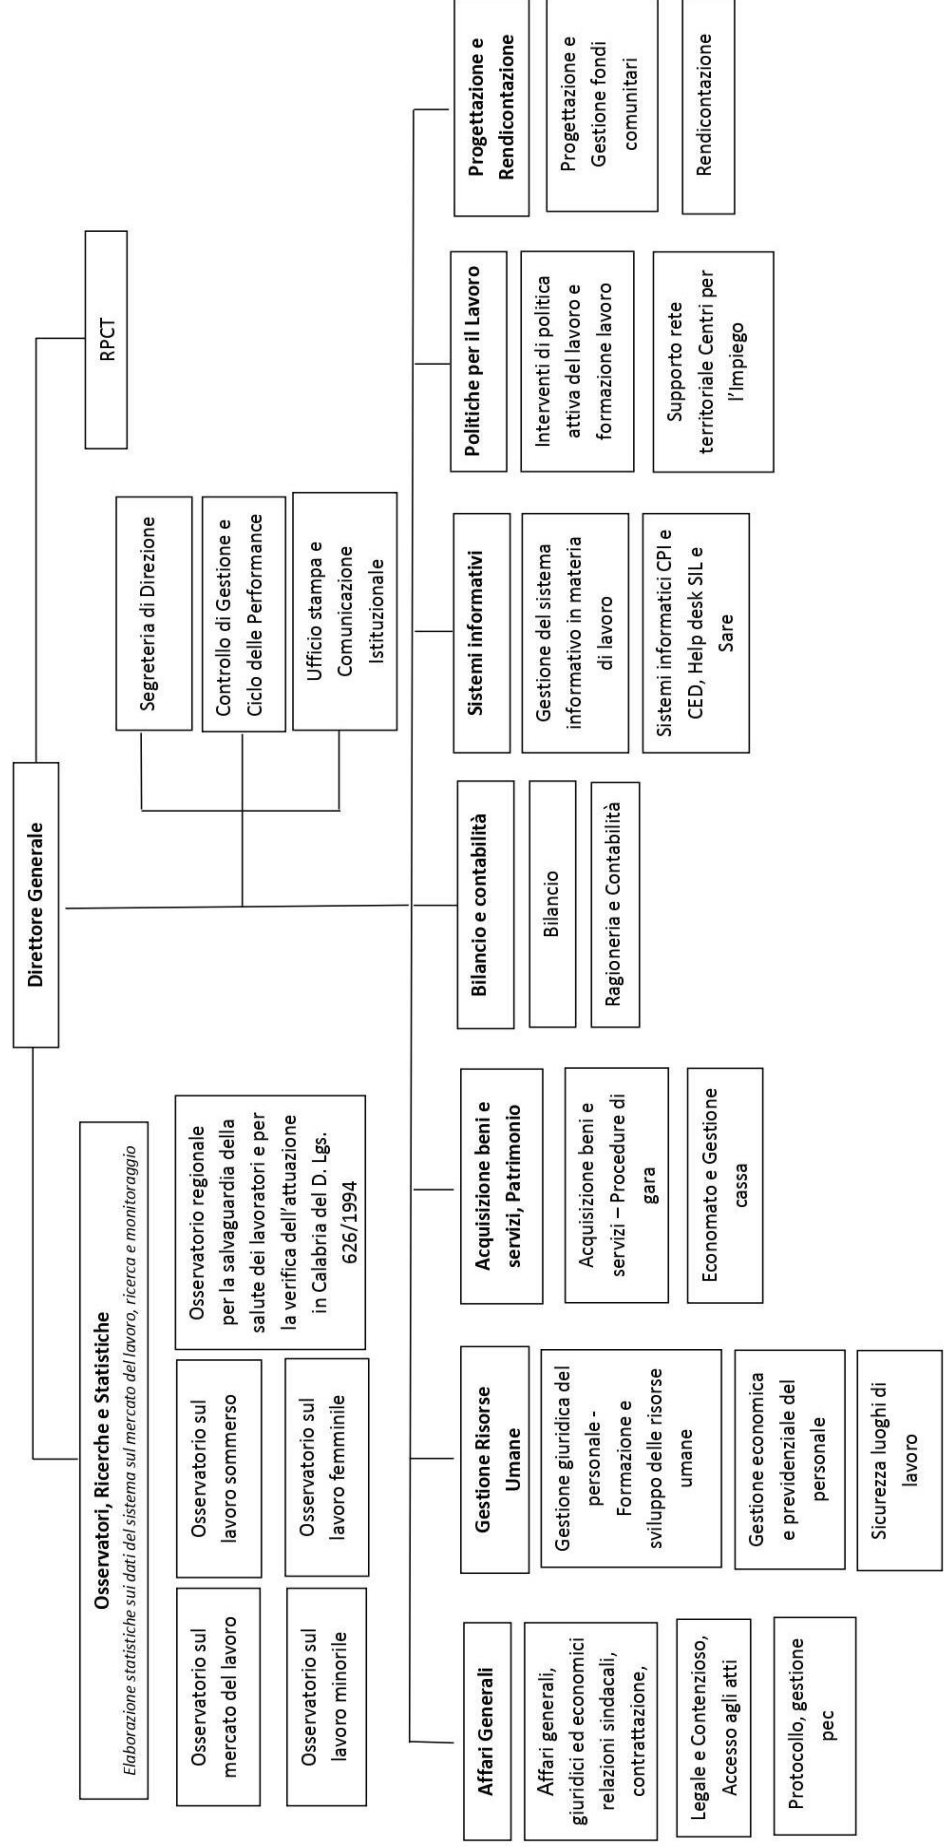 Direttore Generale
RPCT
Segreteria di Direzione
Controllo di Gestione e
Ciclo delle Performance
Ufficio stampa e
Comunicazione
Istituzionale
Osservatori, Ricerche e Statistiche
Elaborazione statistiche sui dati del sistema sul mercato del lavoro, ricerca e monitoraggio
Osservatorio sul
mercato del lavoro
Osservatorio sul
lavoro sommerso
Osservatorio regionale
per la salvaguardia della
salute dei lavoratori e per
la verifica dell'attuazione
in Calabria del D. Lgs.
626/1994
Osservatorio sul
lavoro minorile
Osservatorio sul
lavoro femminile
Affari Generali
Affari generali,
giuridici ed economici
relazioni sindacali,
contrattazione,
Legale e Contenzioso,
Accesso agli atti
Protocollo, gestione
pec
Gestione Risorse
Umane
Gestione giuridica del
personale -
Formazione e
sviluppo delle risorse
umane
Gestione economica
e previdenziale del
personale
Sicurezza luoghi di
lavoro
Acquisizione beni e
servizi, Patrimonio
Acquisizione beni e
servizi – Procedure di
gara
Economato e Gestione
cassa
Bilancio e contabilità
Bilancio
Ragioneria e Contabilità
Sistemi informativi
Gestione del sistema
informativo in materia
di lavoro
Sistemi informatici CPI e
CED, Help desk SIL e
Sare
Politiche per il Lavoro
Interventi di politica
attiva del lavoro e
formazione lavoro
Supporto rete
territoriale Centri per
l'Impiego
Progettazione e
Rendicontazione
Progettazione e
Gestione fondi
comunitari
Rendicontazione